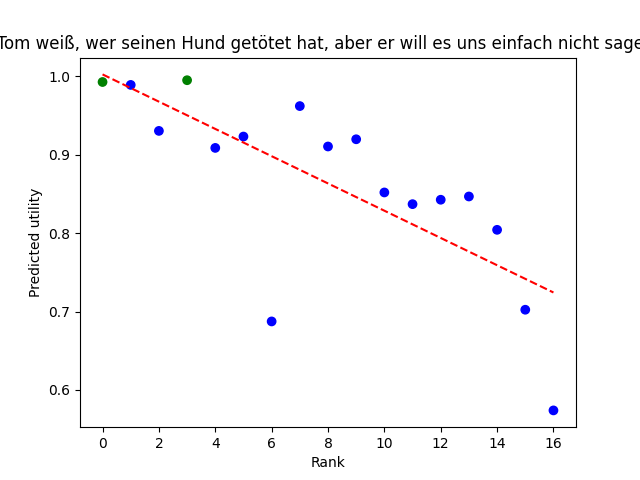 Tom weiß, wer seinen Hund getötet hat, aber er will es uns einfach nicht sage
1.0
0.9
0.8
0.7
0.6
Predicted utility
0 2 4 6 8 10 12 14 16
Rank